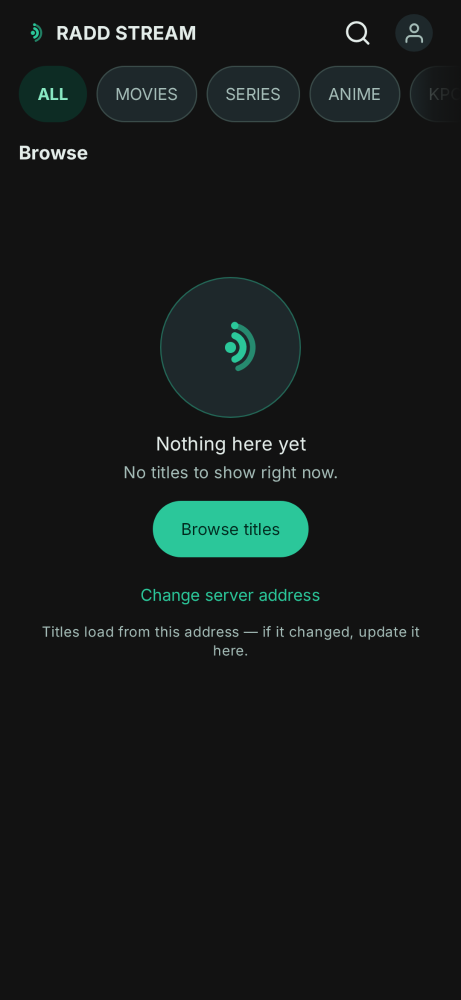 RADD STREAM
ALL
MOVIES
SERIES
ANIME
Browse
Nothing here yet
No titles to show right now.
Browse titles
Change server address
Titles load from this address — if it changed, update it
here.